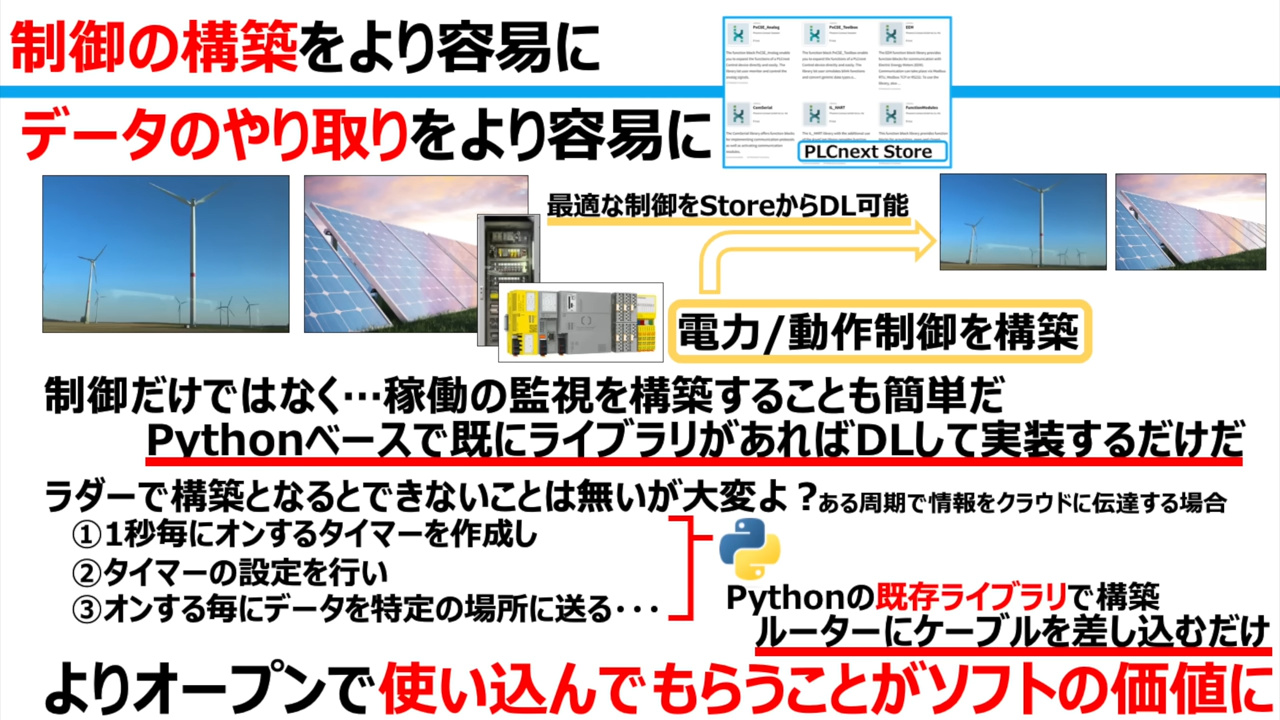 制御の構築をより容易に
データのやり取りをより容易に
PxC5E_Analog
PxC5E_Toolbox
EEM
ComSerial
IL_HART
FunctionModules
PLCnext Store
最適な制御をStoreからDL可能
電力/動作制御を構築
制御だけではなく…稼働の監視を構築することも簡単だ
Pythonベースで既にライブラリがあればDLして実装するだけだ
ラダーで構築となるとできないことは無いが大変よ？ある周期で情報をクラウドに伝達する場合
①1秒毎にオンするタイマーを作成し
②タイマーの設定を行い
③オンする毎にデータを特定の場所に送る・・・
Pythonの既存ライブラリで構築
ルーターにケーブルを差し込むだけ
よりオープンで使い込んでもらうことがソフトの価値に